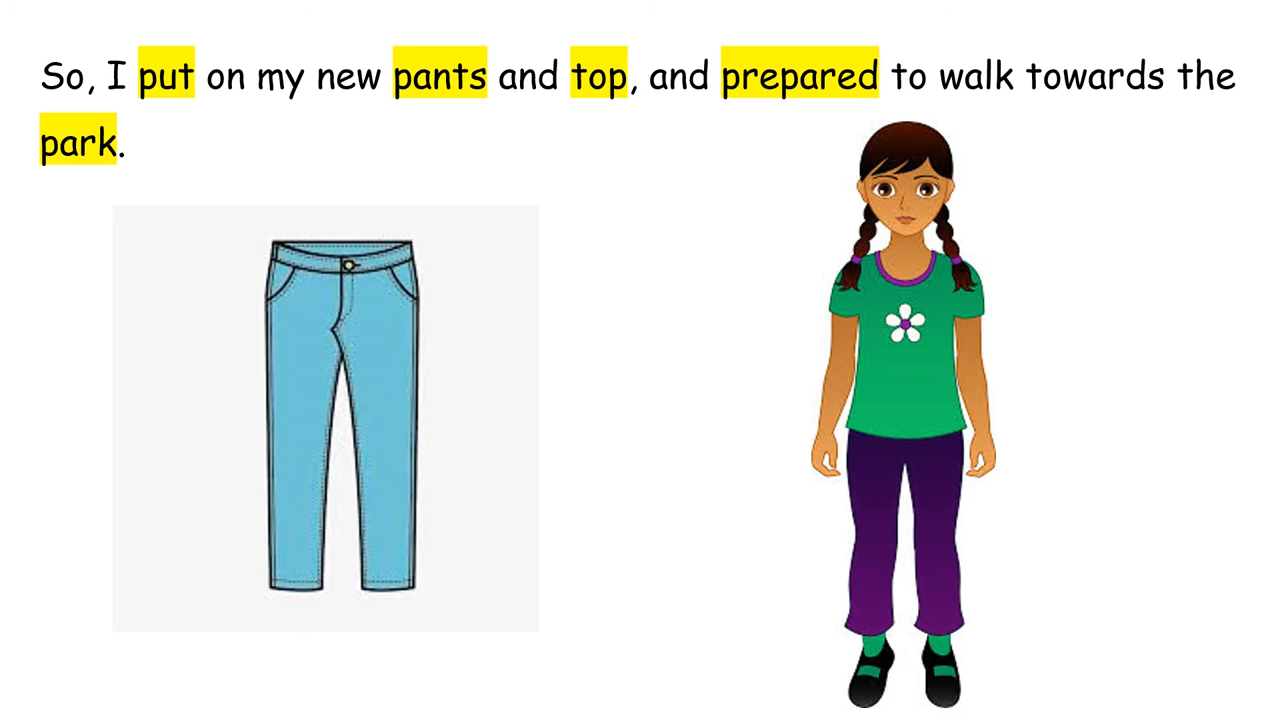 So, I put on my new pants and top, and prepared to walk towards the
park.